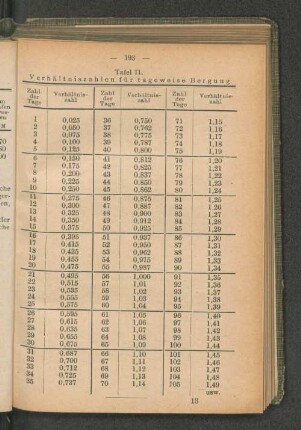 — 193 —
Tafel II.
Verhältniszahlen für tageweise Borgung.
Zahl der Tage Verhältnis-zahl Zahl der Tage Verhältnis-zahl Zahl der Tage Verhältnis-zahl
1 0,025 36 0,750 71 1,15
2 0,050 37 0,762 72 1,16
3 0,075 38 0,775 73 1,17
4 0,100 39 0,787 74 1,18
5 0,125 40 0,800 75 1,19
6 0,150 41 0,812 76 1,20
7 0,175 42 0,825 77 1,21
8 0,200 43 0,837 78 1,22
9 0,225 44 0,850 79 1,23
10 0,250 45 0,862 80 1,24
11 0,275 46 0,875 81 1,25
12 0,300 47 0,887 82 1,26
13 0,325 48 0,900 83 1,27
14 0,350 49 0,912 84 1,28
15 0,375 50 0,925 85 1,29
16 0,395 51 0,937 86 1,30
17 0,415 52 0,950 87 1,31
18 0,435 53 0,962 88 1,32
19 0,455 54 0,975 89 1,33
20 0,475 55 0,987 90 1,34
21 0,495 56 1,000 91 1,35
22 0,515 57 1,01 92 1,36
23 0,535 58 1,02 93 1,37
24 0,555 59 1,03 94 1,38
25 0,575 60 1,04 95 1,39
26 0,595 61 1,05 96 1,40
27 0,615 62 1,06 97 1,41
28 0,635 63 1,07 98 1,42
29 0,655 64 1,08 99 1,43
30 0,675 65 1,09 100 1,44
31 0,687 66 1,10 101 1,45
32 0,700 67 1,11 102 1,46
33 0,712 68 1,12 103 1,47
34 0,725 69 1,13 104 1,48
35 0,737 70 1,14 105 1,49
usw.
13